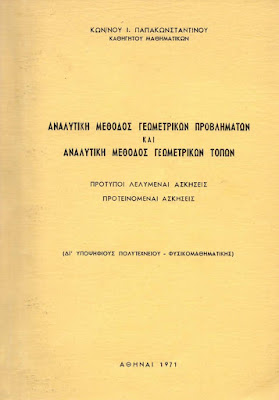 ΚΩΝ/ΝΟΥ Ι. ΠΑΠΑΚΩΝΣΤΑΝΤΙΝΟΥ
ΚΑΘΗΓΗΤΟΥ ΜΑΘΗΜΑΤΙΚΩΝ
ΑΝΑΛΥΤΙΚΗ ΜΕΘΟΔΟΣ ΓΕΩΜΕΤΡΙΚΩΝ ΠΡΟΒΛΗΜΑΤΩΝ
ΚΑΙ
ΑΝΑΛΥΤΙΚΗ ΜΕΘΟΔΟΣ ΓΕΩΜΕΤΡΙΚΩΝ ΤΟΠΩΝ
ΠΡΟΤΥΠΟΙ ΛΕΛΥΜΕΝΑΙ ΑΣΚΗΣΕΙΣ
ΠΡΟΤΕΙΝΟΜΕΝΑΙ ΑΣΚΗΣΕΙΣ
(ΔΙ' ΥΠΟΨΗΦΙΟΥΣ ΠΟΛΥΤΕΧΝΕΙΟΥ - ΦΥΣΙΚΟΜΑΘΗΜΑΤΙΚΗΣ)
ΑΘΗΝΑΙ 1971